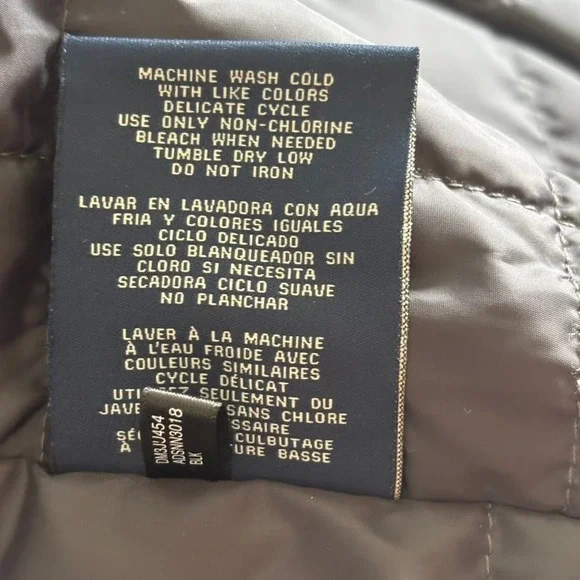 MACHINE WASH COLD
WITH LIKE COLORS
DELICATE CYCLE
USE ONLY NON-CHLORINE
BLEACH WHEN NEEDED
TUMBLE DRY LOW
DO NOT IRON
LAVAR EN LAVADORA CON AQUA
FRIA Y COLORES IGUALES
CICLO DELICADO
USE SOLO BLANQUEADOR SIN
CLORO SI NECESITA
SECADORA CICLO SUAVE
NO PLANCHAR
LAVER À LA MACHINE
À L'EAU FROIDE AVEC
COULEURS SIMILAIRES
CYCLE DÉLICAT
SEULEMENT DU
SANS CHLORE
CULBUTAGE
À BASSE
DM3JU454
ADSNN3018
BLK